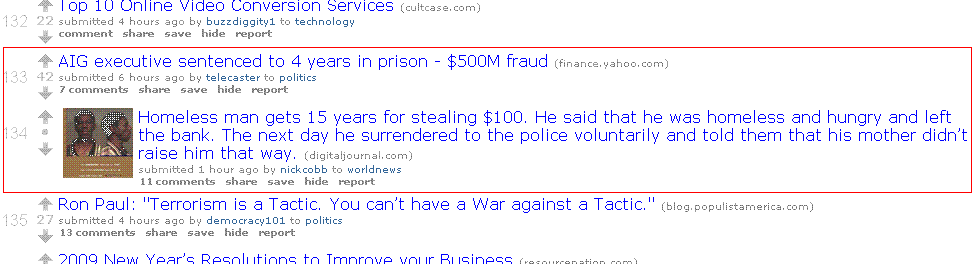 Top 10 Online Video Conversion Services (cultcase.com)
132 22 submitted 4 hours ago by buzzdiggity1 to technology
comment share save hide report
AIG executive sentenced to 4 years in prison - $500M fraud (finance.yahoo.com)
133 42 submitted 6 hours ago by telecaster to politics
7 comments share save hide report
Homeless man gets 15 years for stealing $100. He said that he was homeless and hungry and left
134 • the bank. The next day he surrendered to the police voluntarily and told them that his mother didn't
raise him that way. (digitaljournal.com)
submitted 1 hour ago by nickcobb to worldnews
11 comments share save hide report
Ron Paul: "Terrorism is a Tactic. You can't have a War against a Tactic." (blog.populistamerica.com)
135 27 submitted 4 hours ago by democracy101 to politics
13 comments share save hide report
2009 New Year's Resolutions to Improve your Business (resourcenation.com)